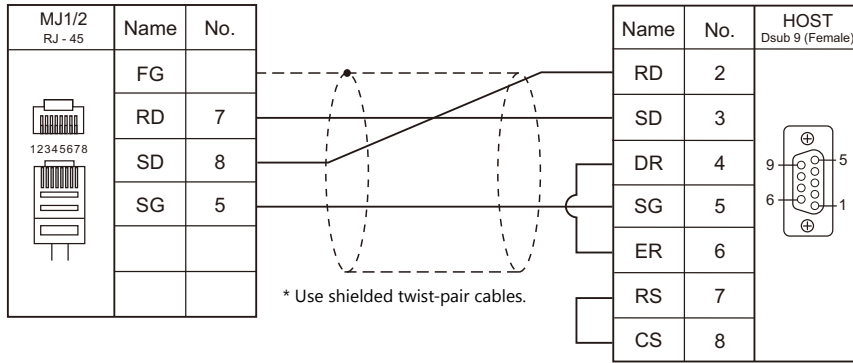 MJ1/2
RJ - 45
Name No.
FG
RD 7
SD 8
SG 5
12345678
* Use shielded twist-pair cables.
Name No.
HOST
Dsub 9 (Female)
RD 2
SD 3
DR 4
SG 5
ER 6
RS 7
CS 8
9 5
6 1